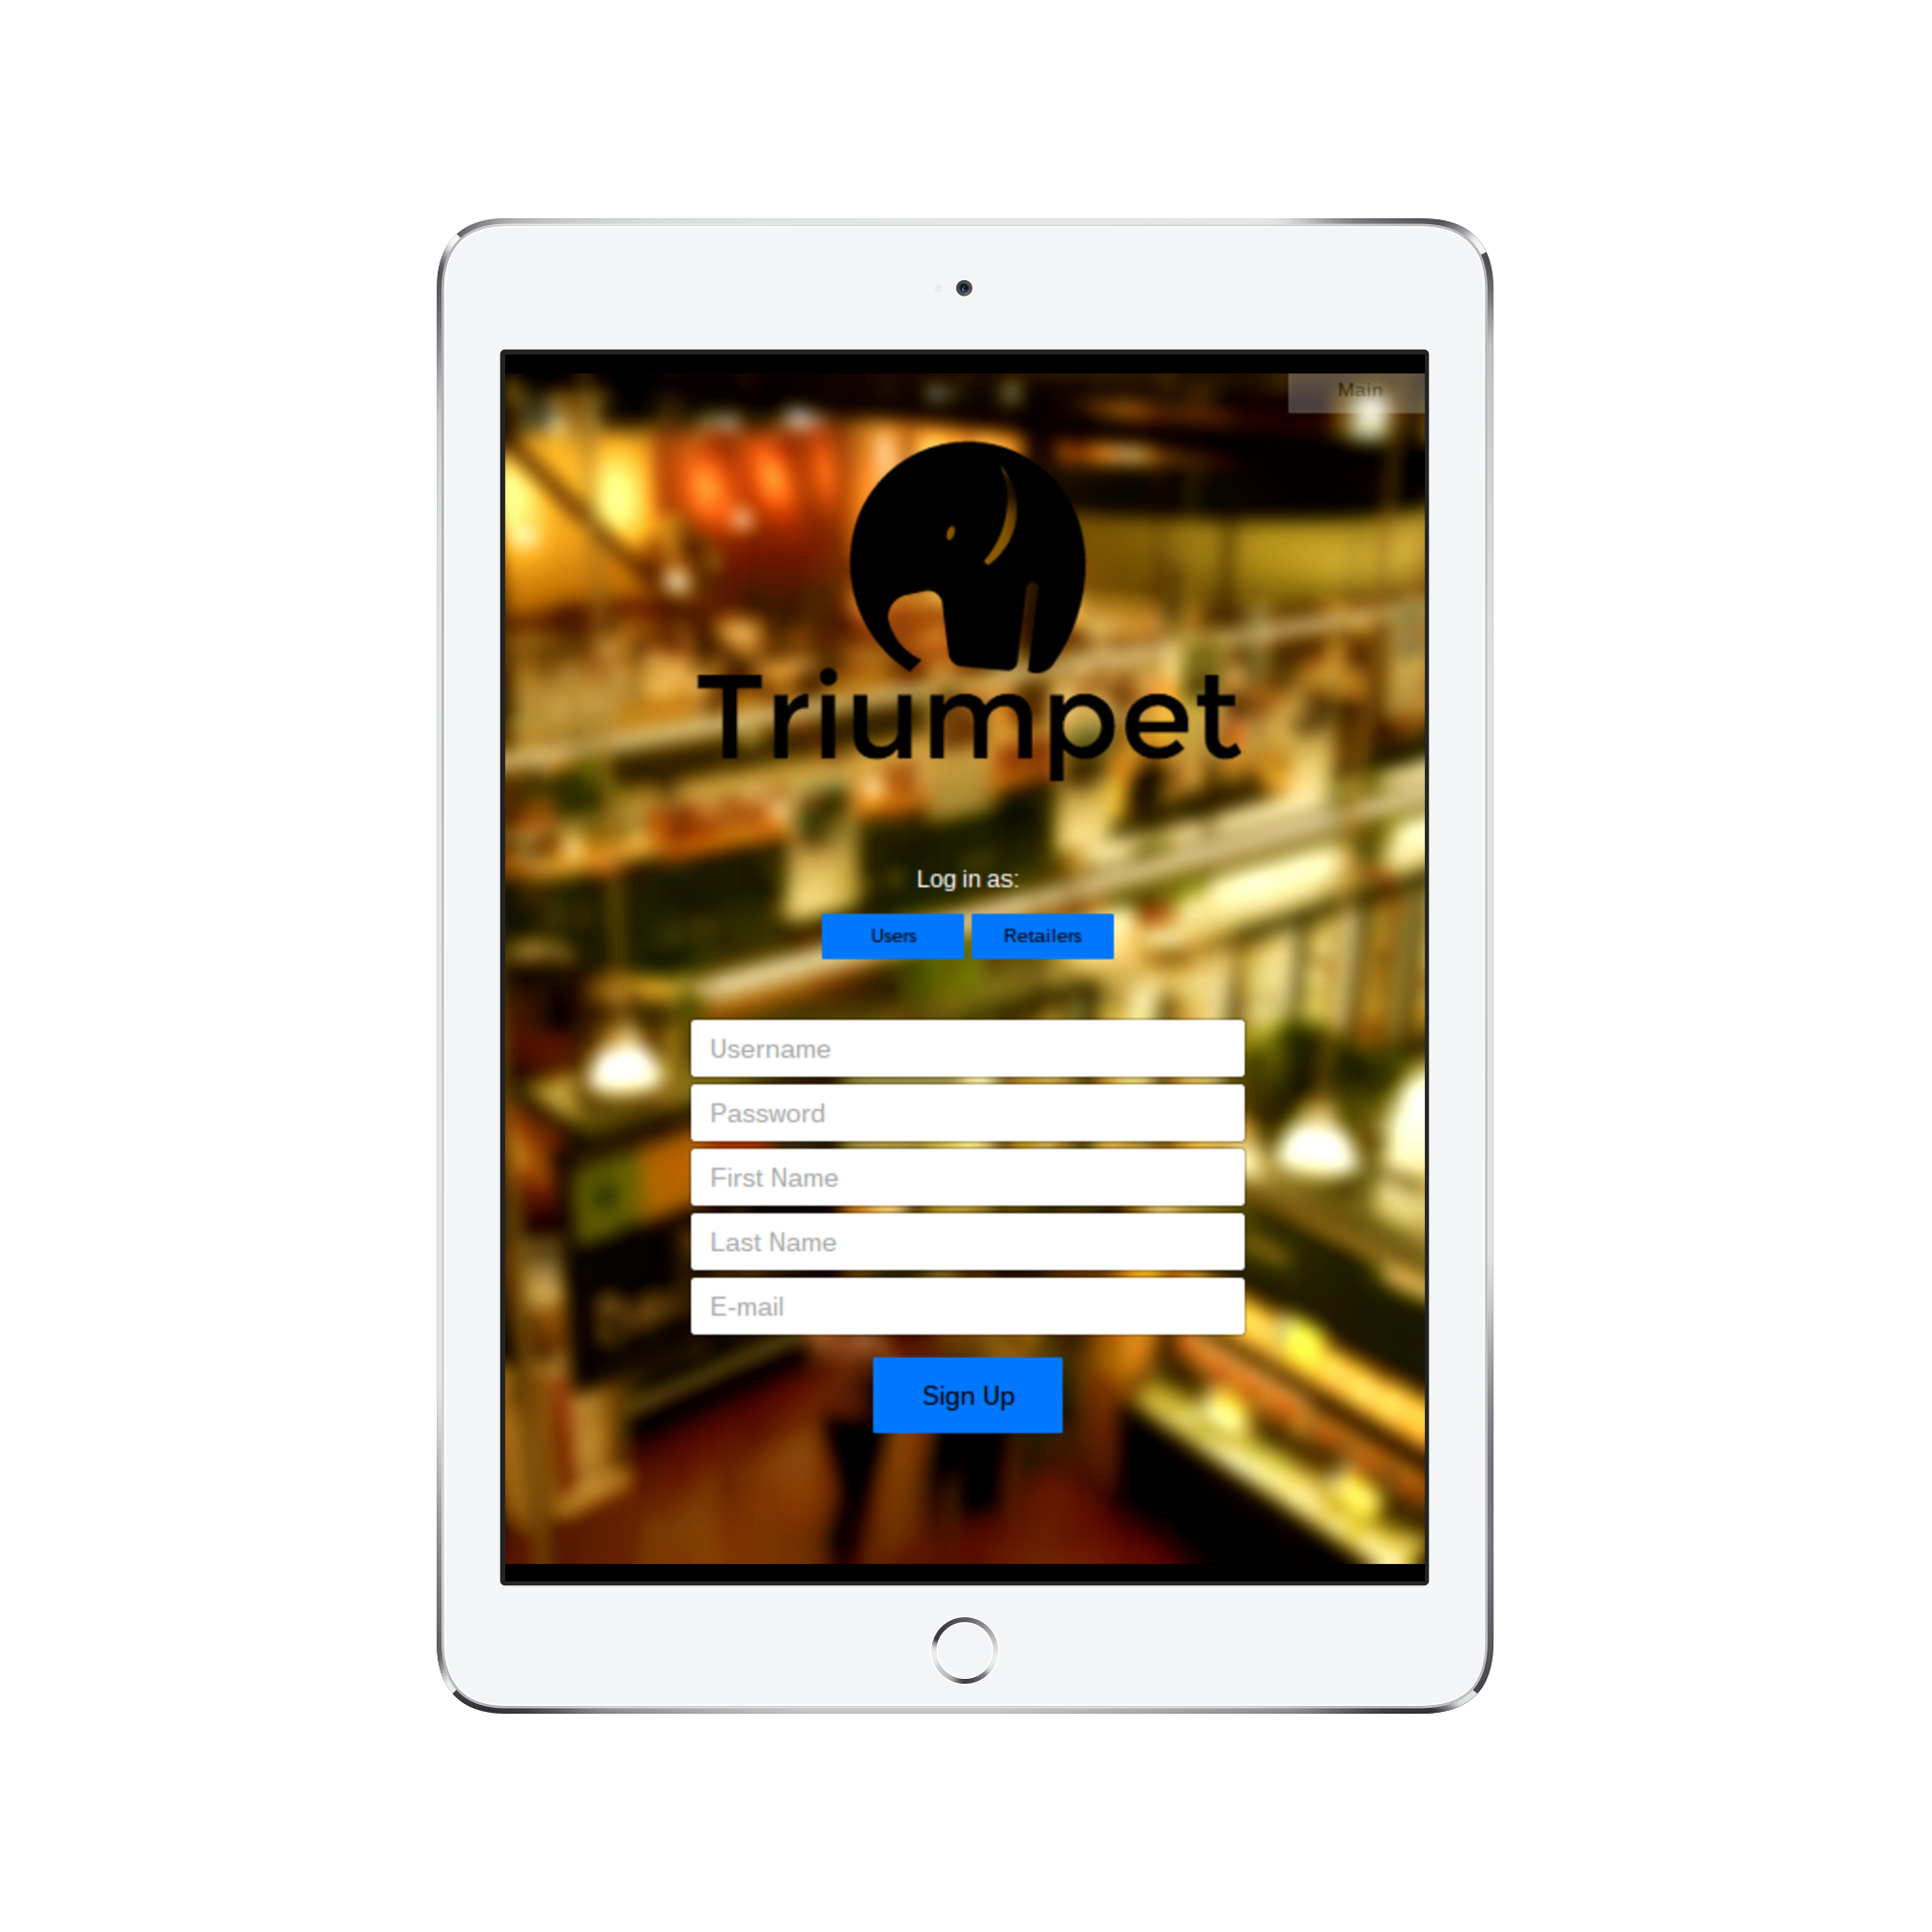 Main
Triumpet
Log in as:
Users Retailers
Username
Password
First Name
Last Name
E-mail
Sign Up